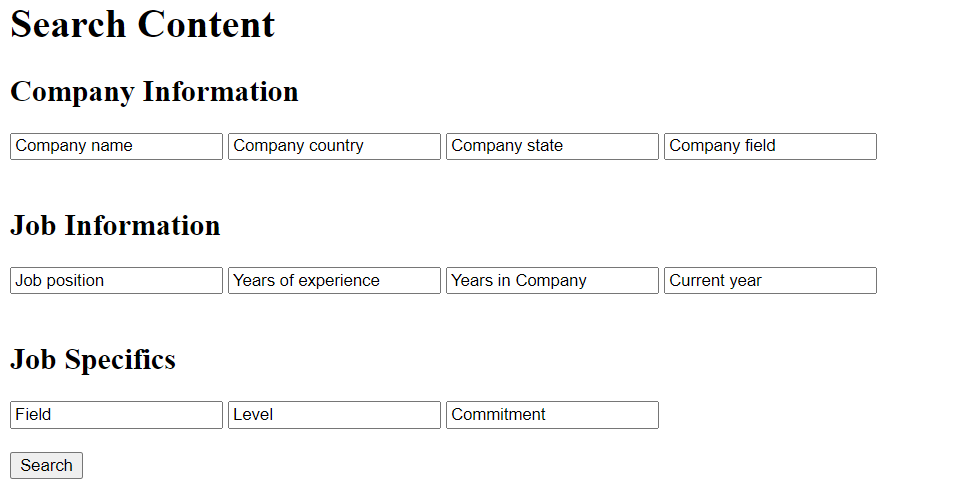 Search Content
Company Information
Company name Company country Company state Company field
Job Information
Job position Years of experience Years in Company Current year
Job Specifics
Field Level Commitment
Search